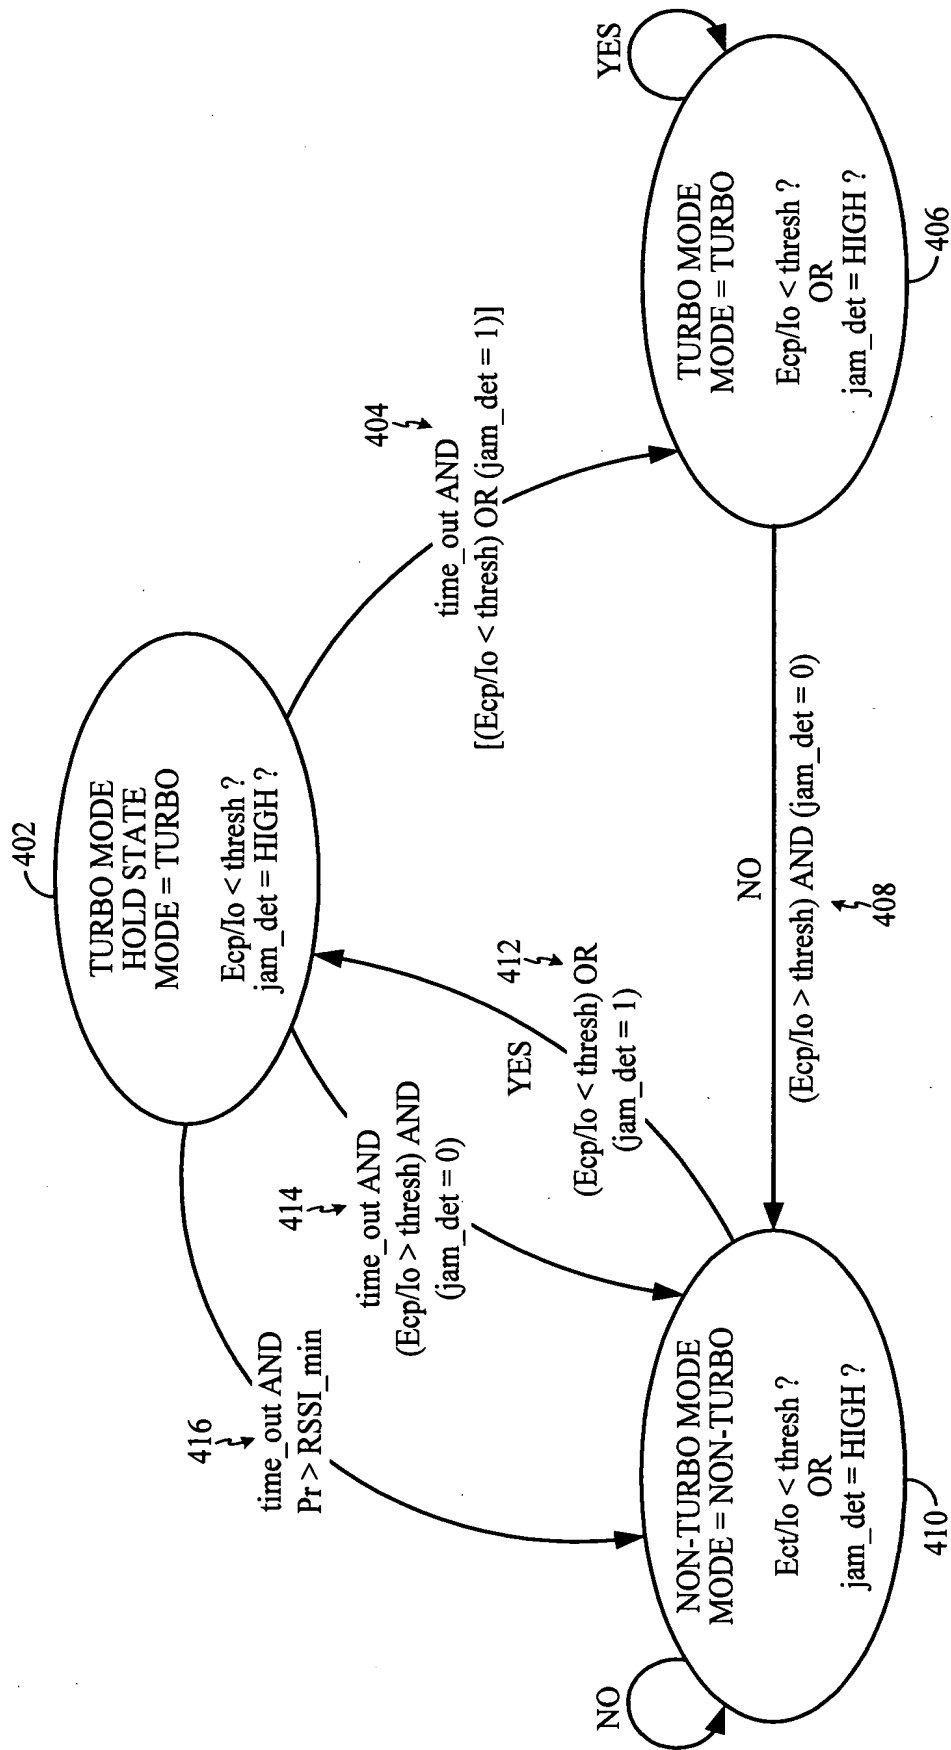 402
TURBO MODE
HOLD STATE
MODE = TURBO
Ecp/Io < thresh ?
jam_det = HIGH ?
416
time_out AND
Pr > RSSI_min
414
time_out AND
(Ecp/Io > thresh) AND
(jam_det = 0)
412
YES
(Ecp/Io < thresh) OR
(jam_det = 1)
404
time_out AND
[(Ecp/Io < thresh) OR (jam_det = 1)]
NO
NON-TURBO MODE
MODE = NON-TURBO
Ect/Io < thresh ?
OR
jam_det = HIGH ?
410
NO
(Ecp/Io > thresh) AND (jam_det = 0)
408
YES
TURBO MODE
MODE = TURBO
Ecp/Io < thresh ?
OR
jam_det = HIGH ?
406